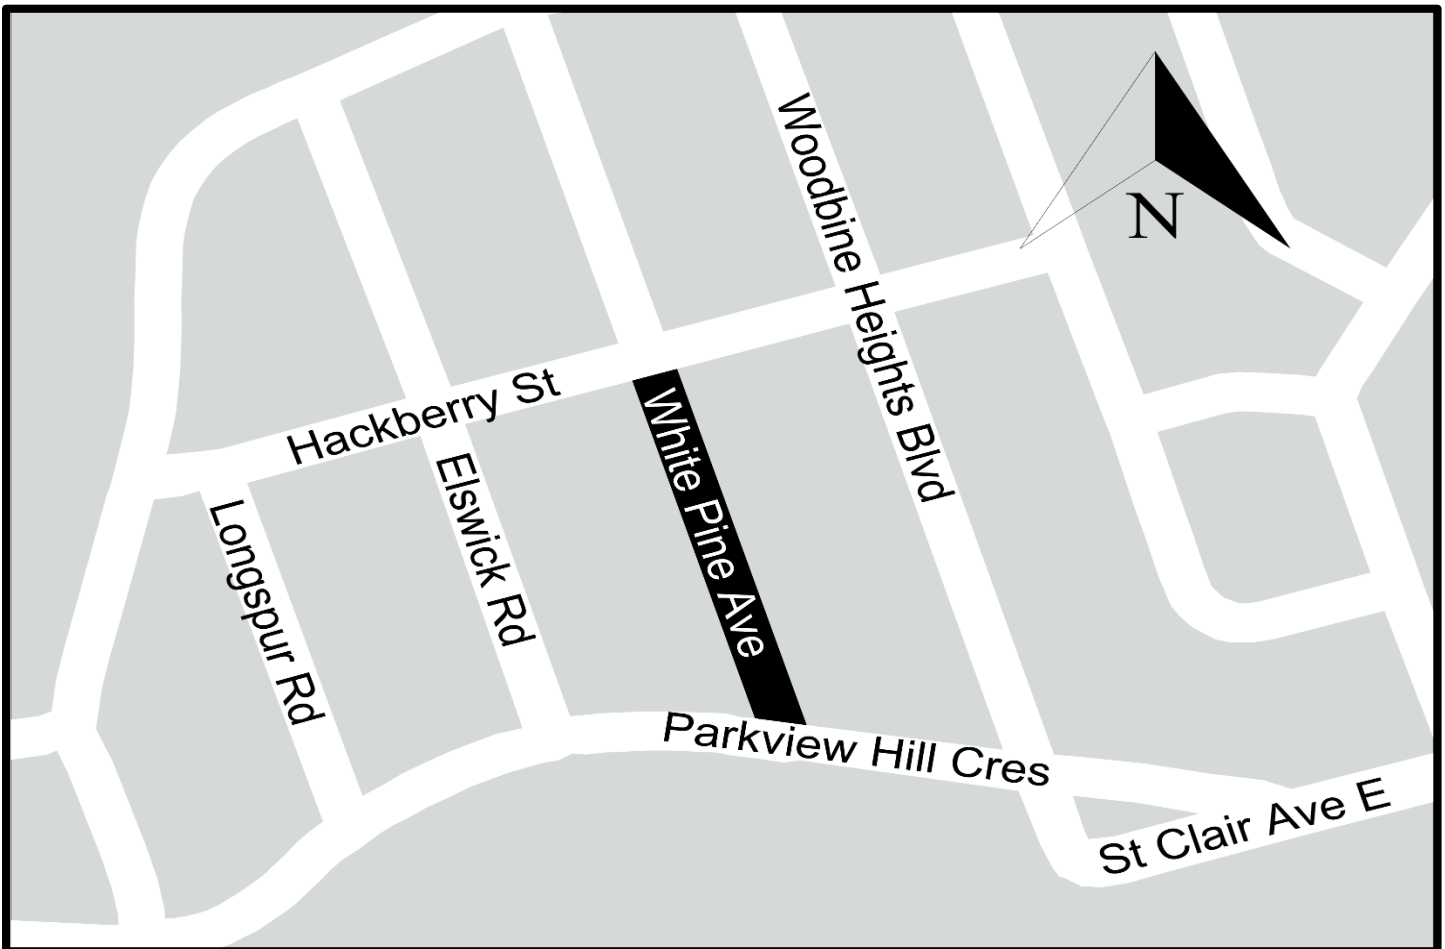 Woodbine Heights Blvd
N
Hackberry St
White Pine Ave
Elswick Rd
Longspur Rd
Parkview Hill Cres
St Clair Ave E